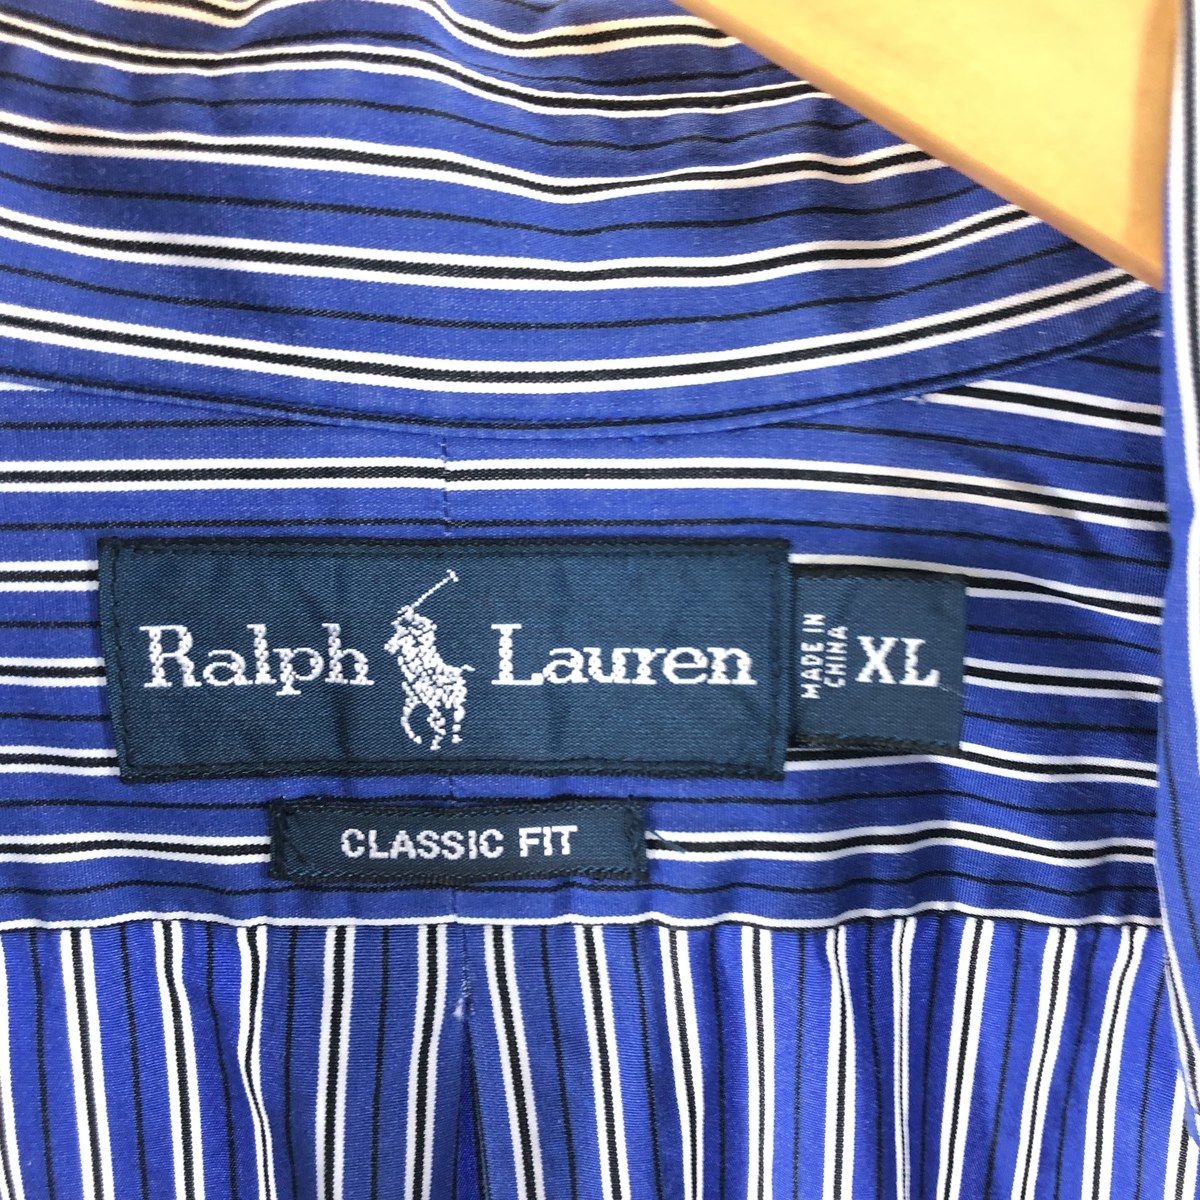 Ralph Lauren
MADE IN
CHINA
XL
CLASSIC FIT